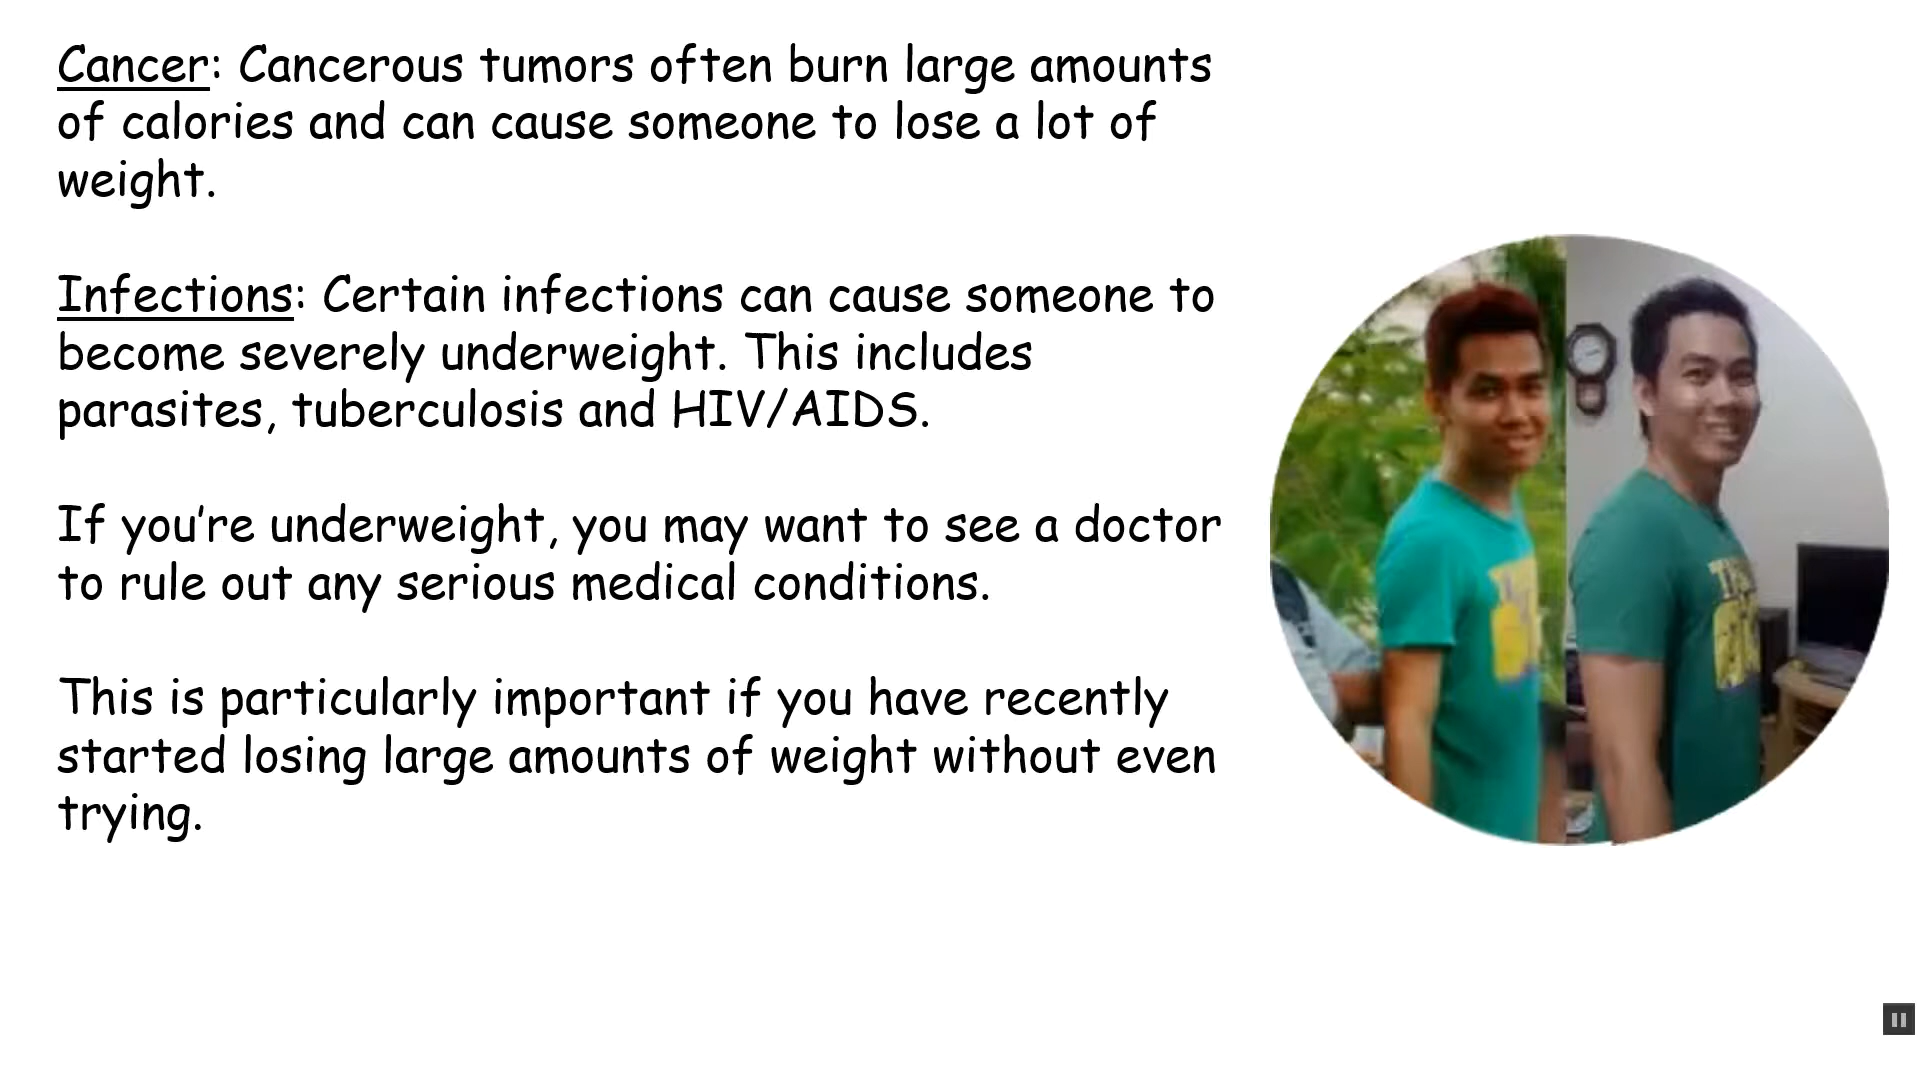 Cancer: Cancerous tumors often burn large amounts
of calories and can cause someone to lose a lot of
weight.
Infections: Certain infections can cause someone to
become severely underweight. This includes
parasites, tuberculosis and HIV/AIDS.
If you’re underweight, you may want to see a doctor
to rule out any serious medical conditions.
This is particularly important if you have recently
started losing large amounts of weight without even
trying.